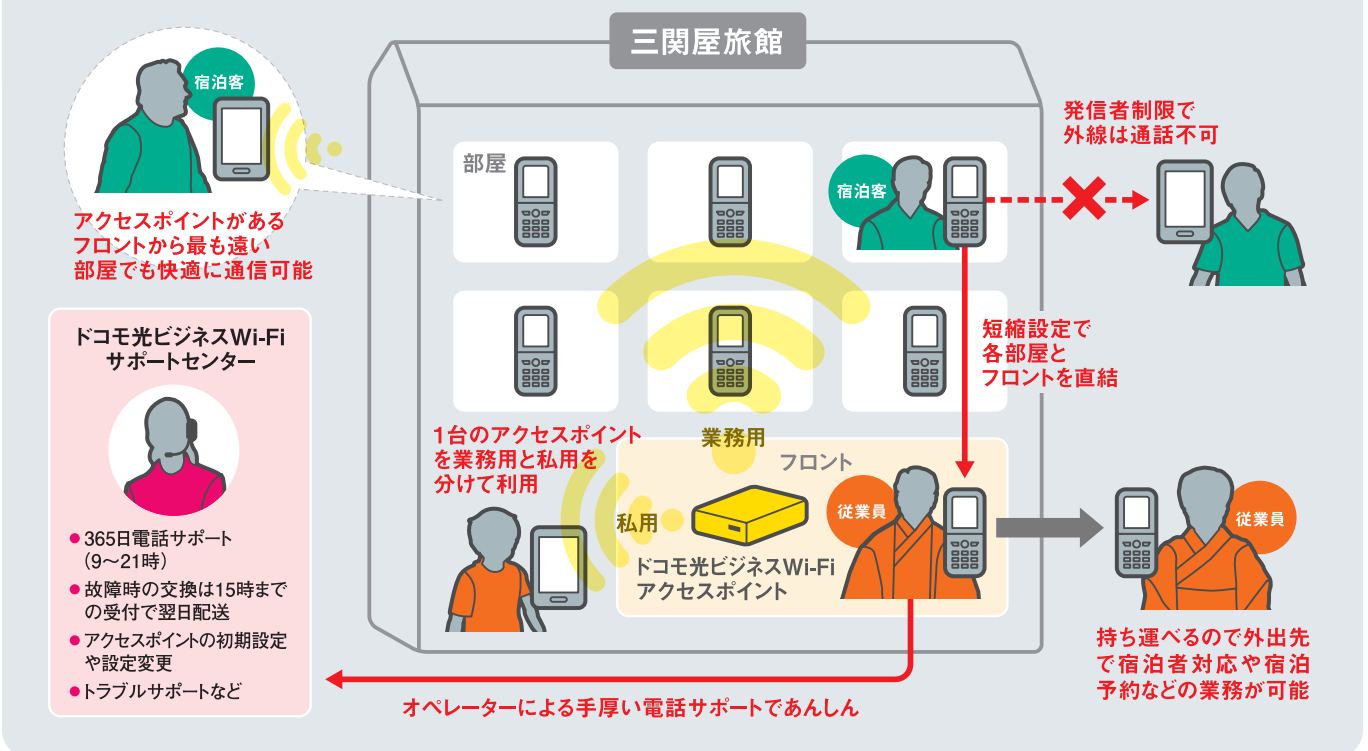 三関屋旅館
宿泊客
アクセスポイントがある
フロントから最も遠い
部屋でも快適に通信可能
部屋
宿泊客
発信者制限で
外線は通話不可
短縮設定で
各部屋と
フロントを直結
ドコモ光ビジネスWi-Fi
サポートセンター
●365日電話サポート
(9〜21時)
●故障時の交換は15時まで
の受付で翌日配送
●アクセスポイントの初期設定
や設定変更
●トラブルサポートなど
1台のアクセスポイント
を業務用と私用を
分けて利用
業務用
フロント
私用
ドコモ光ビジネスWi-Fi
アクセスポイント
従業員
従業員
持ち運べるので外出先
で宿泊者対応や宿泊
予約などの業務が可能
オペレーターによる手厚い電話サポートであんしん